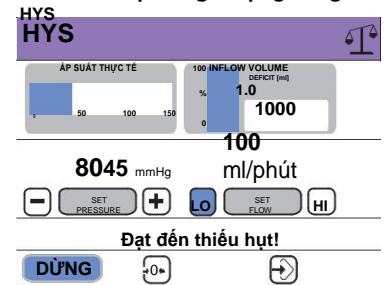 HYS
HYS
ÁP SUẤT THỰC TẾ
50 100 150
100 INFLOW VOLUME
DEFICIT [ml]
%
1.0
1000
0
100
8045 mmHg
ml/phút
SET
PRESSURE
LO
SET
FLOW
HI
Đạt đến thiếu hụt!
DỪNG
0